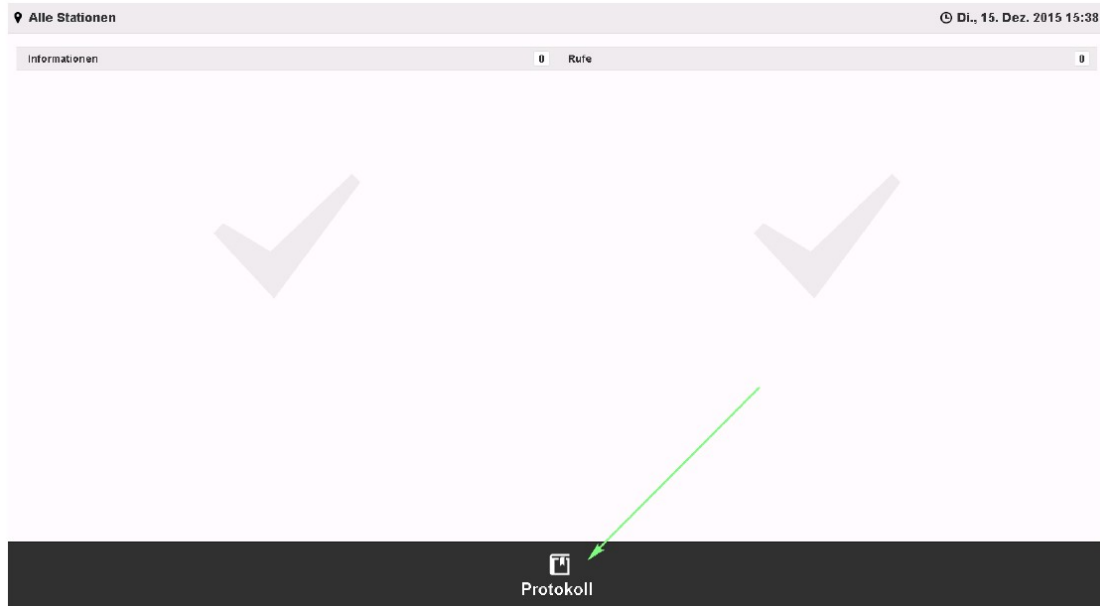 Alle Stationen
Di., 15. Dez. 2015 15:38
Informationen 0
Rufe 0
Protokoll